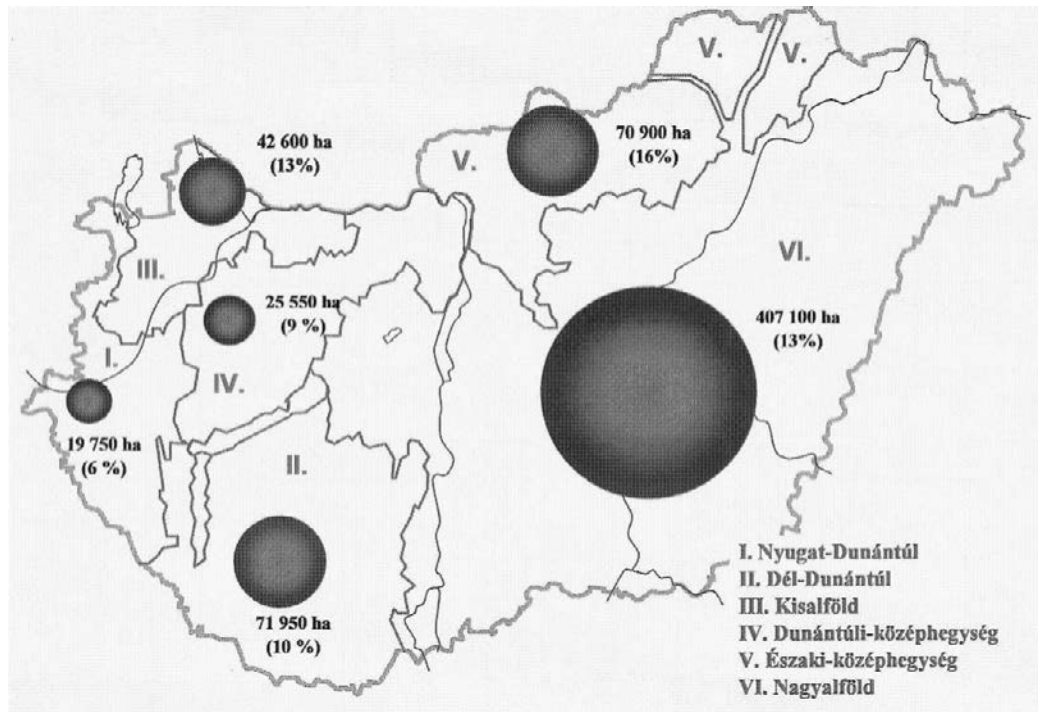 V.
V.
42 600 ha
(13%)
70 900 ha
(16%)
V.
III.
VI.
25 550 ha
(9 %)
407 100 ha
(13%)
I.
IV.
19 750 ha
(6 %)
II.
71 950 ha
(10 %)
I. Nyugat-Dunántúl
II. Dél-Dunántúl
III. Kisalföld
IV. Dunántúli-középhegység
V. Északi-középhegység
VI. Nagyalföld